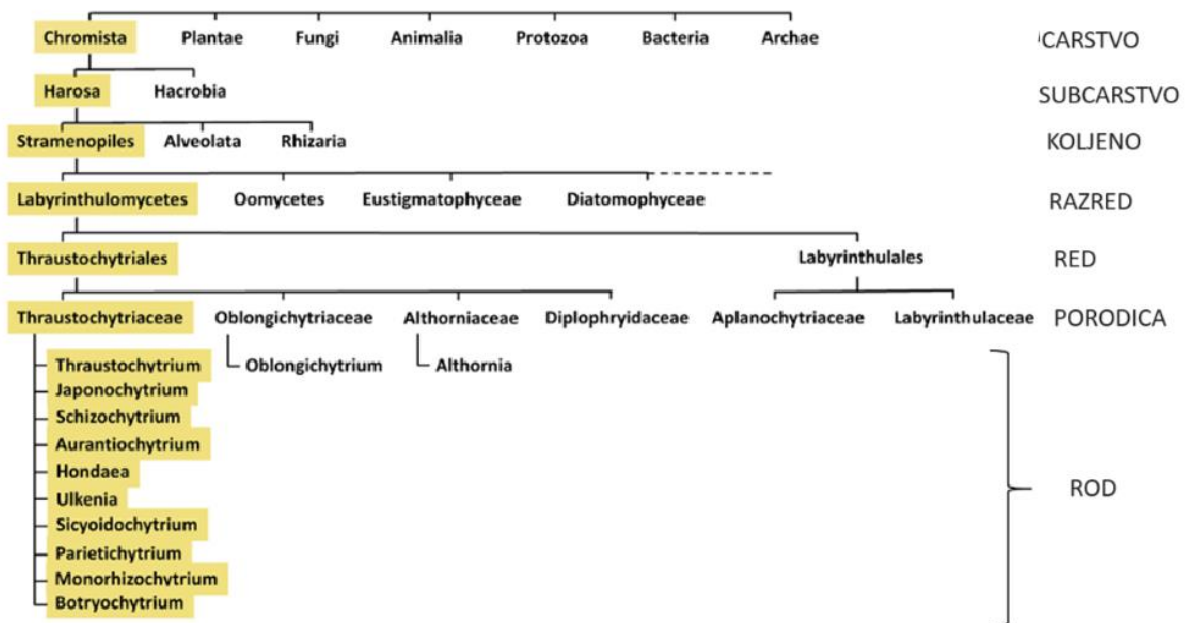 Chromista Plantae Fungi Animalia Protozoa Bacteria Archae CARSTVO
Harosa Hacrobia SUBCARSTVO
Stramenopiles Alveolata Rhizaria KOLJENO
Labyrinthulomycetes Oomycetes Eustigmatophyceae Diatomophyceae RAZRED
Thraustochytriales Labyrinthulales RED
Thraustochytriaceae Oblongichytriaceae Althorniaceae Diplophryidaceae Aplanochytriaceae Labyrinthulaceae PORODICA
Thraustochytrium Oblongichytrium Althornia
Japonochytrium
Schizochytrium
Aurantiochytrium
Hondaea
ROD
Ulkenia
Sicyoidochytrium
Parietichytrium
Monorhizochytrium
Botryochytrium